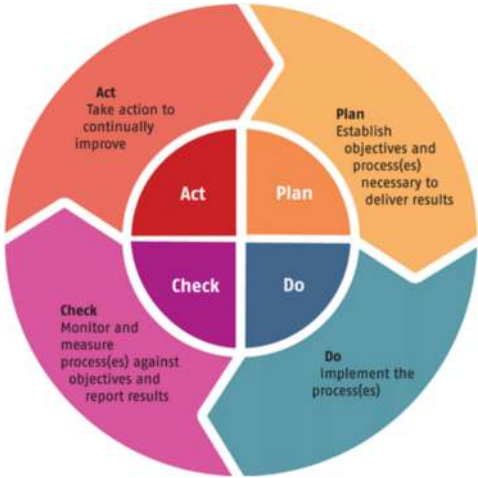 Act
Take action to
continually
improve
Plan
Establish
objectives and
process(es)
necessary to
deliver results
Act
Plan
Check
Do
Check
Monitor and
measure
process(es) against
objectives and
report results
Do
Implement the
process(es)